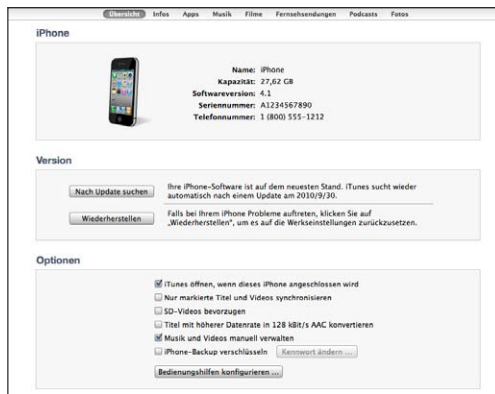 Übersicht Infos Apps Musik Filme Fernsehsendungen Podcasts Fotos
iPhone
Name: iPhone
Kapazität: 27,62 GB
Softwareversion: 4.1
Seriennummer: A1234567890
Telefonnummer: 1 (800) 555-1212
Version
Nach Update suchen
Ihre iPhone-Software ist auf dem neuesten Stand. iTunes sucht wieder
automatisch nach einem Update am 2010/9/30.
Wiederherstellen
Falls bei Ihrem iPhone Probleme auftreten, klicken Sie auf
„Wiederherstellen", um es auf die Werkseinstellungen zurückzusetzen.
Optionen
iTunes öffnen, wenn dieses iPhone angeschlossen wird
Nur markierte Titel und Videos synchronisieren
SD-Videos bevorzugen
Titel mit höherer Datenrate in 128 kBit/s AAC konvertieren
Musik und Videos manuell verwalten
iPhone-Backup verschlüsseln Kennwort ändern ...
Bedienungshilfen konfigurieren ...